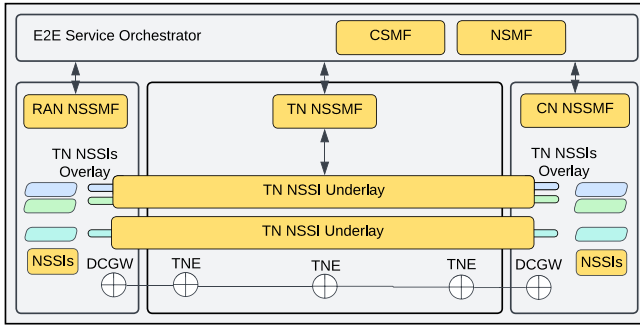 E2E Service Orchestrator
CSMF
NSMF
RAN NSSMF
TN NSSMF
CN NSSMF
TN NSSIs
Overlay
TN NSSIs
Overlay
TN NSSI Underlay
TN NSSI Underlay
NSSIs
DCGW
TNE
TNE
TNE
DCGW
NSSIs